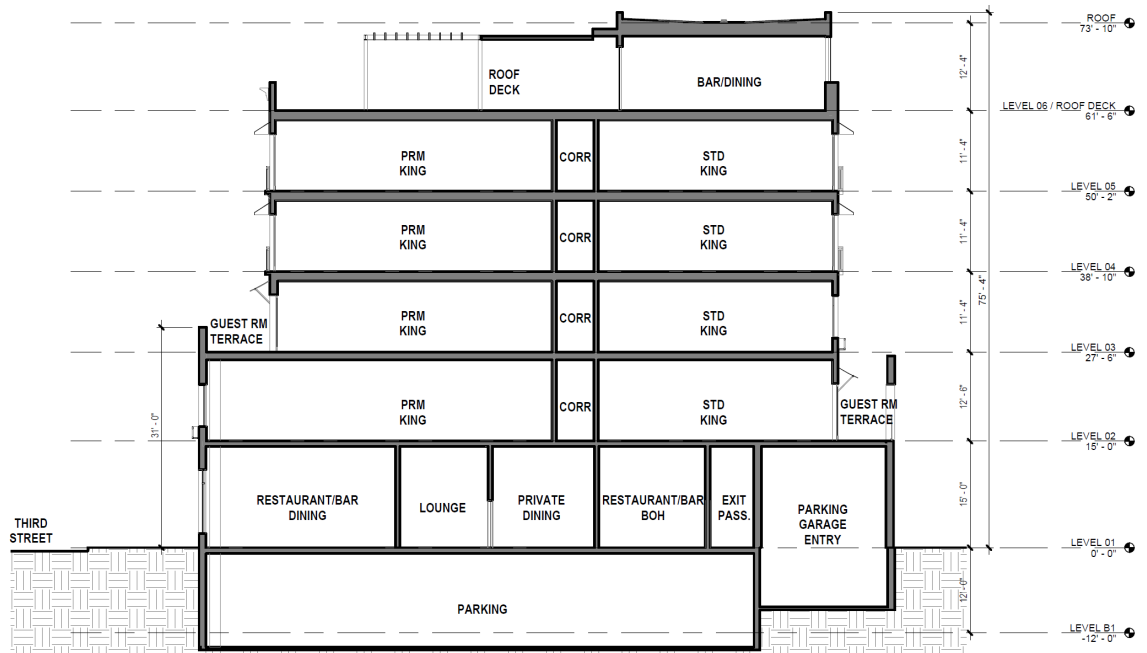 ROOF
73' - 10"
12' - 4"
ROOF
DECK
BAR/DINING
LEVEL 06 / ROOF DECK
61' - 6"
PRM
KING
CORR
STD
KING
11' - 4"
LEVEL 05
50' - 2"
PRM
KING
CORR
STD
KING
11' - 4"
LEVEL 04
38' - 10"
75' - 4"
GUEST RM
TERRACE
PRM
KING
CORR
STD
KING
11' - 4"
LEVEL 03
27' - 6"
31' - 0"
PRM
KING
CORR
STD
KING
GUEST RM
TERRACE
12' - 6"
LEVEL 02
15' - 0"
THIRD
STREET
RESTAURANT/BAR
DINING
LOUNGE
PRIVATE
DINING
RESTAURANT/BAR
BOH
EXIT
PASS.
PARKING
GARAGE
ENTRY
15' - 0"
LEVEL 01
0' - 0"
PARKING
12' - 0"
LEVEL B1
-12' - 0"